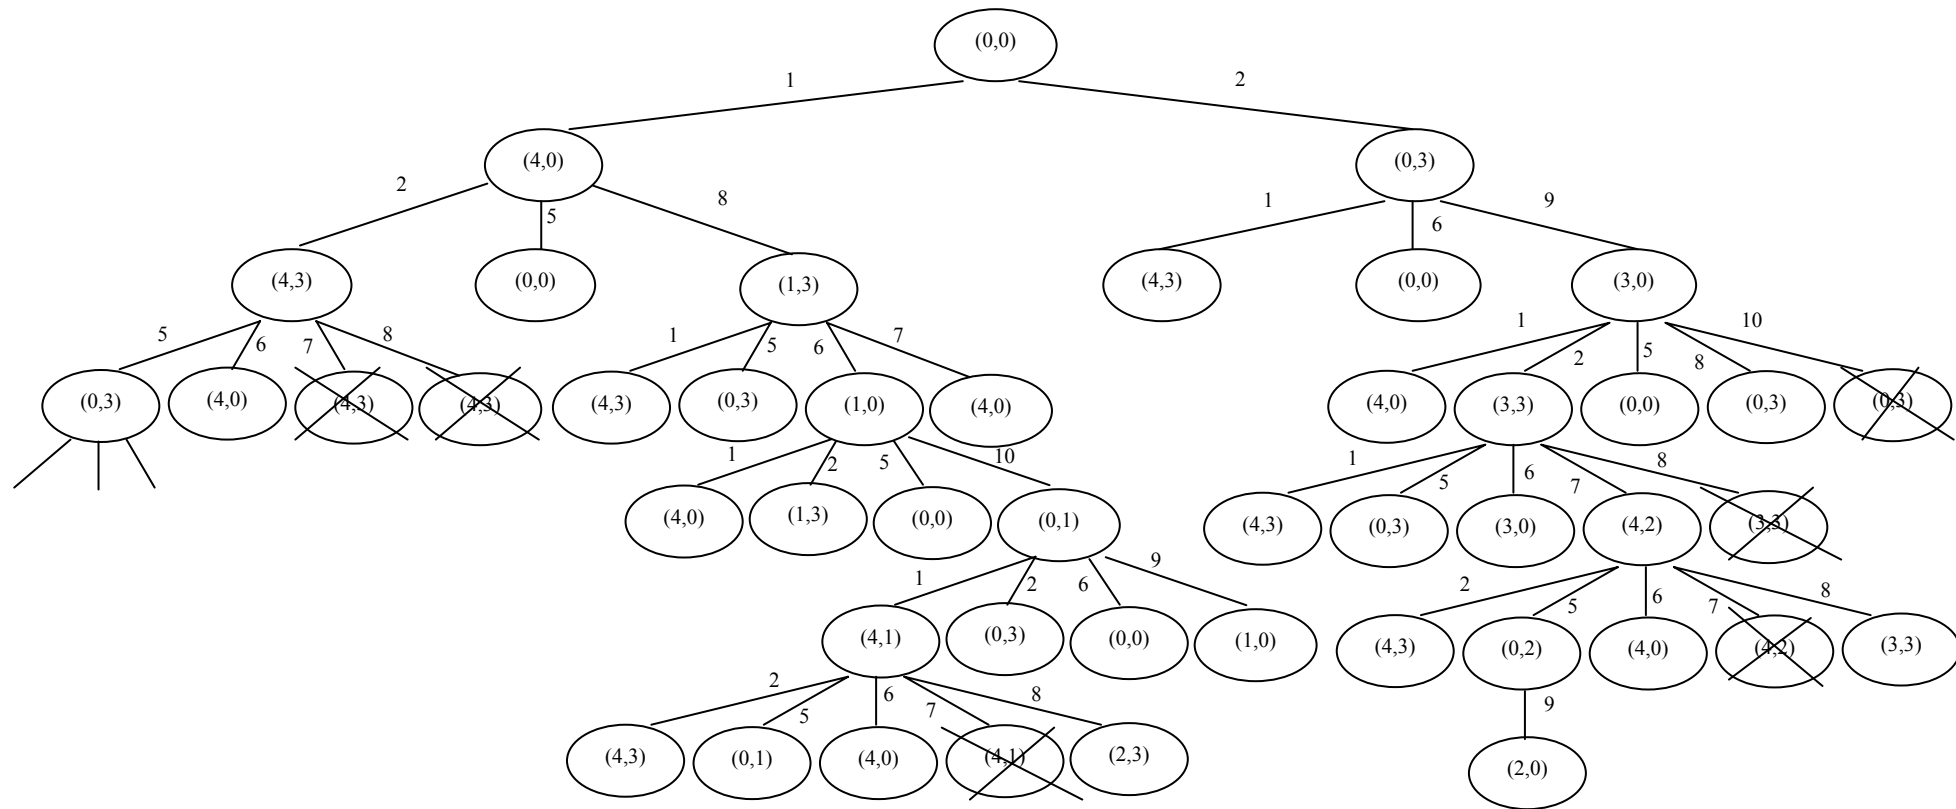 (0,0)
1 2
(4,0) (0,3)
2 5 8 1 6 9
(4,3) (0,0) (1,3) (4,3) (0,0) (3,0)
5 6 7 8 1 5 6 7 1 2 5 8 10
(0,3) (4,0) (4,3) (4,3) (4,3) (0,3) (1,0) (4,0) (4,0) (3,3) (0,0) (0,3) (0,3)
1 2 5 10 1 5 6 7 8
(4,0) (1,3) (0,0) (0,1) (4,3) (0,3) (3,0) (4,2) (3,3)
1 2 6 9 2 5 6 7 8
(4,1) (0,3) (0,0) (1,0) (4,3) (0,2) (4,0) (4,2) (3,3)
2 5 6 7 8 9
(4,3) (0,1) (4,0) (4,1) (2,3) (2,0)